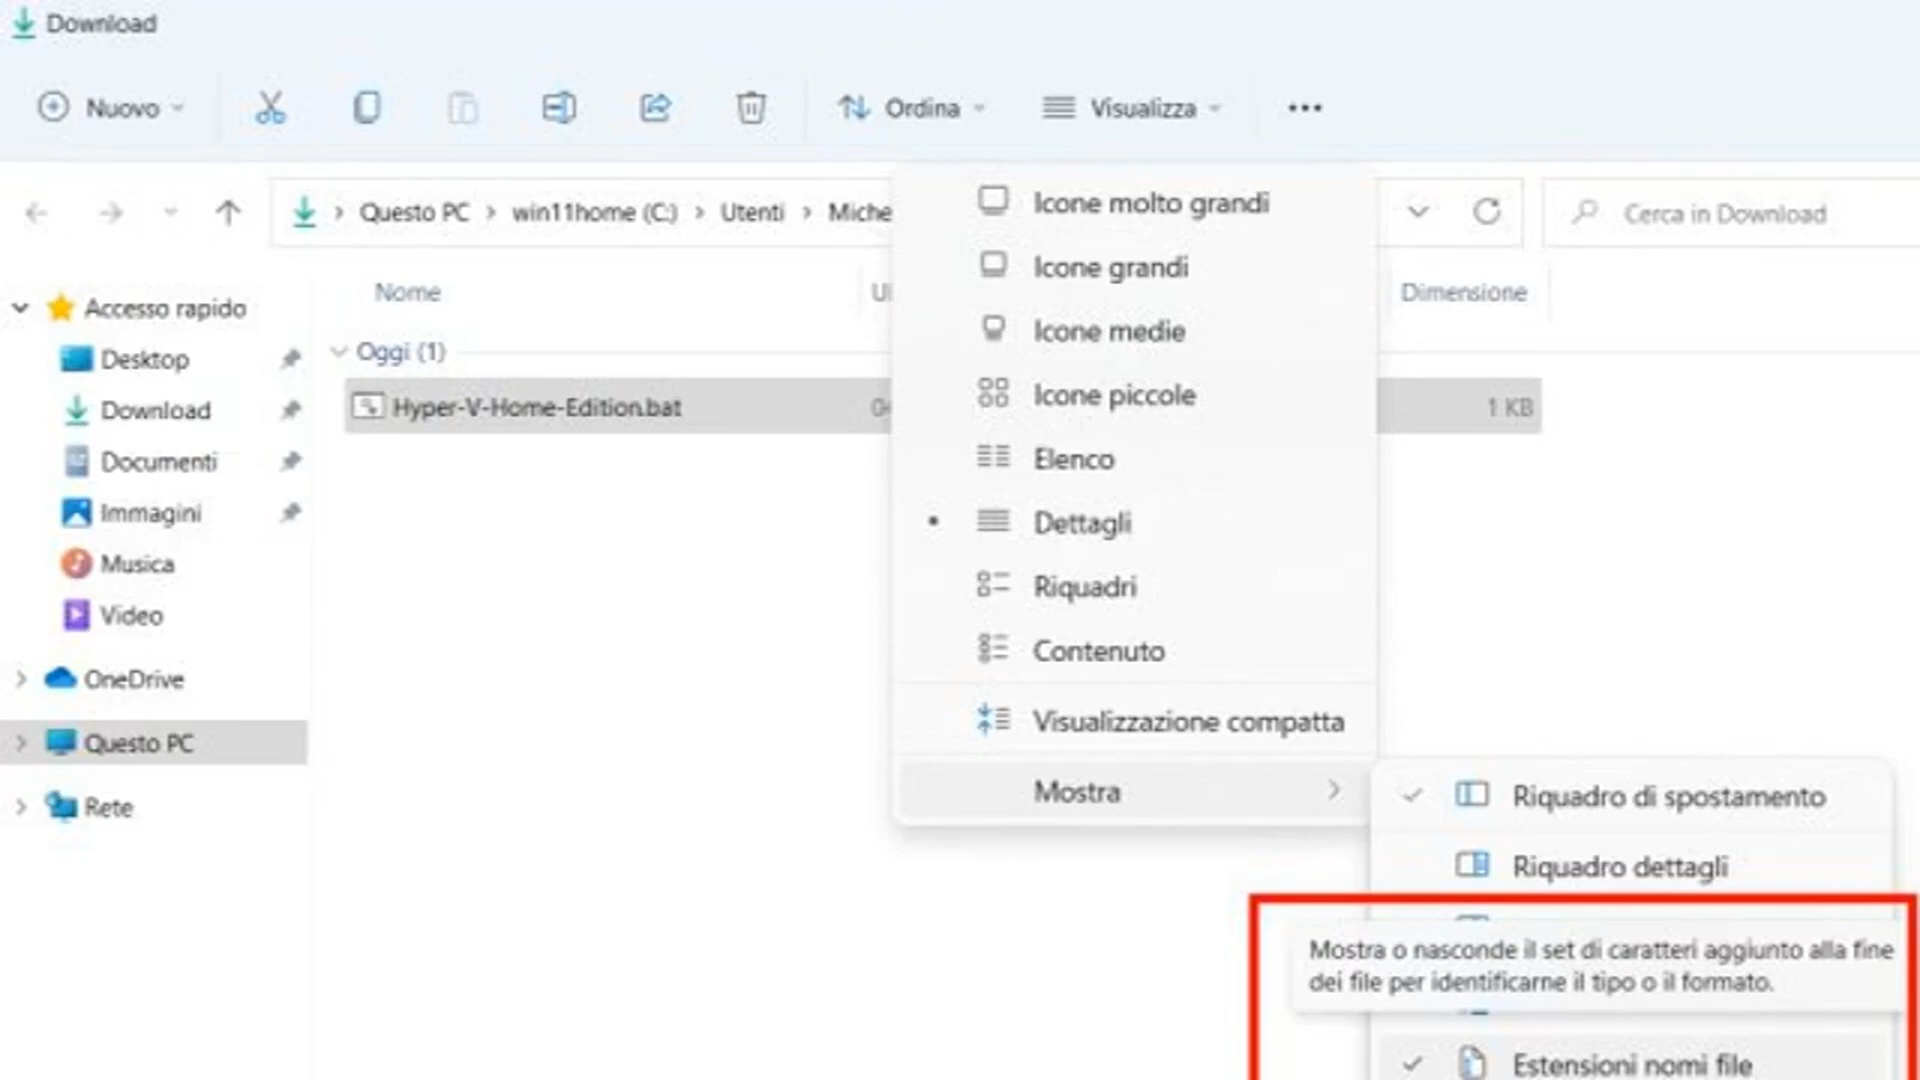 Download
Nuovo
Ordina
Visualizza
Questo PC
win11home (C:)
Utenti
Cerca in Download
Nome
Dimensione
Accesso rapido
Desktop
Download
Documenti
Immagini
Musica
Video
OneDrive
Questo PC
Rete
Oggi (1)
Hyper-V-Home-Edition.bat
1 KB
Icone molto grandi
Icone grandi
Icone medie
Icone piccole
Elenco
Dettagli
Riquadri
Contenuto
Visualizzazione compatta
Mostra
Riquadro di spostamento
Riquadro dettagli
Mostra o nasconde il set di caratteri aggiunto alla fine
dei file per identificarne il tipo o il formato.
Estensioni nomi file